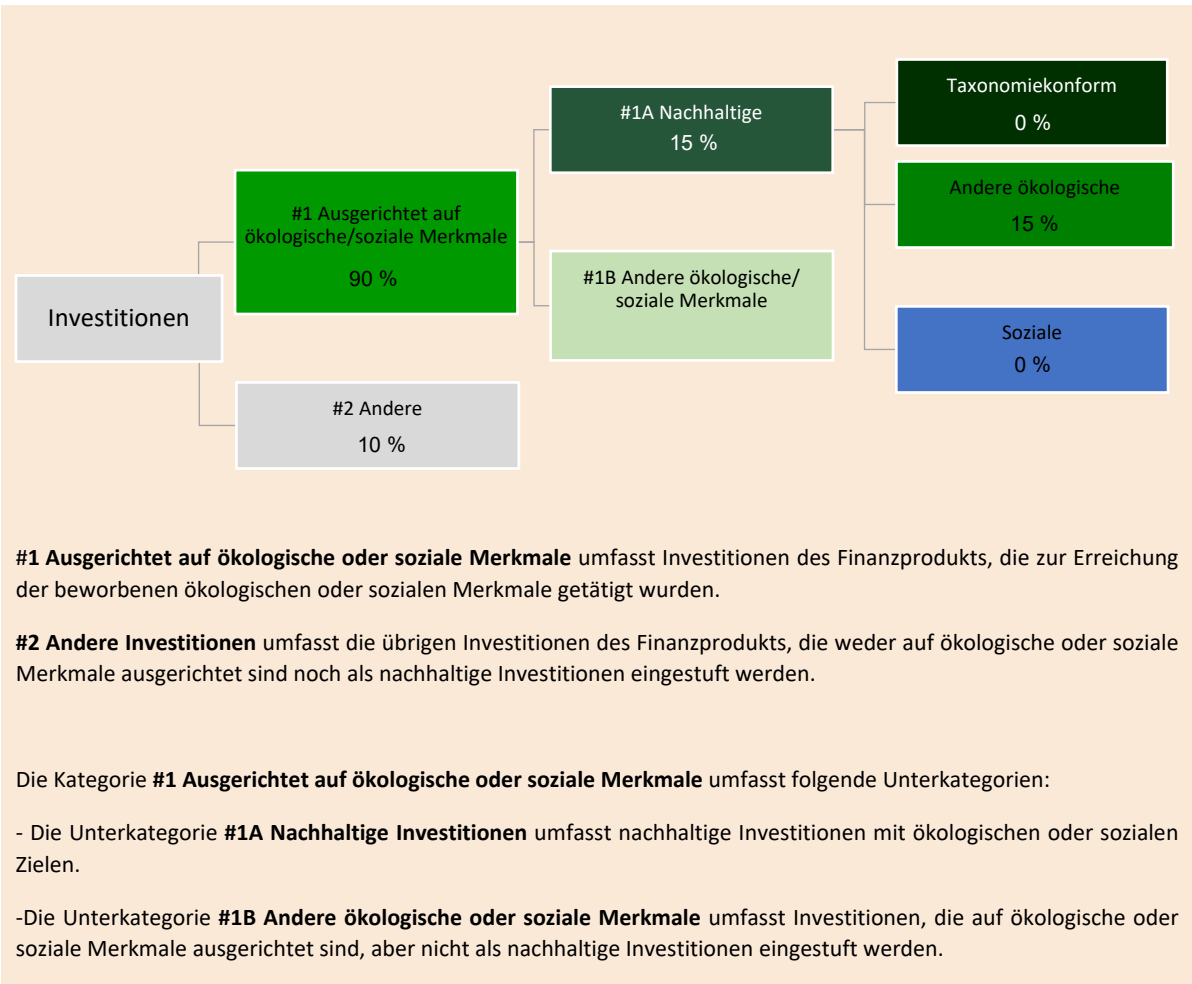 Investitionen
#1 Ausgerichtet auf
ökologische/soziale Merkmale
90 %
#2 Andere
10 %
#1A Nachhaltige
15 %
#1B Andere ökologische/
soziale Merkmale
Taxonomiekonform
0 %
Andere ökologische
15 %
Soziale
0 %
#1 Ausgerichtet auf ökologische oder soziale Merkmale umfasst Investitionen des Finanzprodukts, die zur Erreichung
der beworbenen ökologischen oder sozialen Merkmale getätigt wurden.
#2 Andere Investitionen umfasst die übrigen Investitionen des Finanzprodukts, die weder auf ökologische oder soziale
Merkmale ausgerichtet sind noch als nachhaltige Investitionen eingestuft werden.
Die Kategorie #1 Ausgerichtet auf ökologische oder soziale Merkmale umfasst folgende Unterkategorien:
- Die Unterkategorie #1A Nachhaltige Investitionen umfasst nachhaltige Investitionen mit ökologischen oder sozialen
Zielen.
-Die Unterkategorie #1B Andere ökologische oder soziale Merkmale umfasst Investitionen, die auf ökologische oder
soziale Merkmale ausgerichtet sind, aber nicht als nachhaltige Investitionen eingestuft werden.